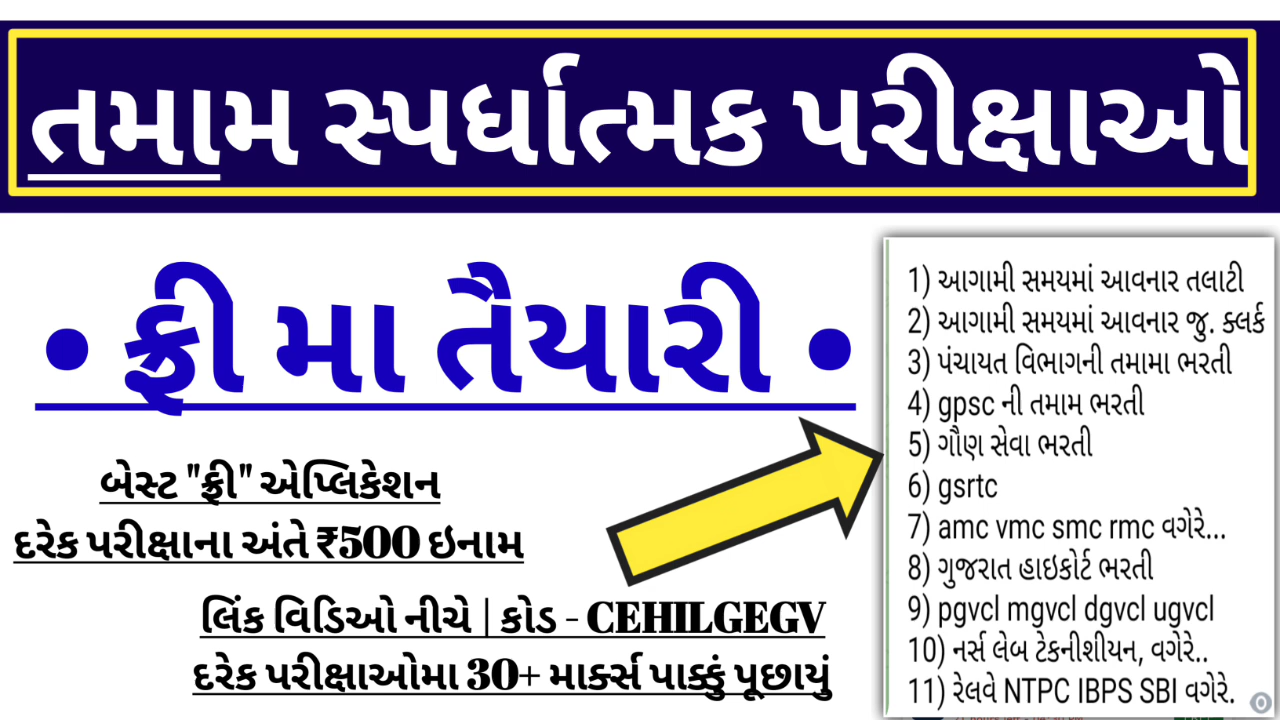 તમામ સ્પર્ધાત્મક પરીક્ષાઓ
• ફ્રી મા તૈયારી •
બેસ્ટ "ફ્રી" એપ્લિકેશન
દરેક પરીક્ષાના અંતે ₹500 ઇનામ
લિંક વિડિઓ નીચે | કોડ - CEHILGEGV
દરેક પરીક્ષાઓમા 30+ માર્ક્સ પાક્કું પૂછાયું
1) આગામી સમયમાં આવનાર તલાટી
2) આગામી સમયમાં આવનાર જુ. ક્લર્ક
3) પંચાયત વિભાગની તમામા ભરતી
4) gpsc ની તમામ ભરતી
5) ગૌણ સેવા ભરતી
6) gsrtc
7) amc vmc smc rmc વગેરે...
8) ગુજરાત હાઇકોર્ટ ભરતી
9) pgvcl mgvcl dgvcl ugvcl
10) નર્સ લેબ ટેકનીશીયન, વગેરે..
11) રેલવે NTPC IBPS SBI વગેરે.